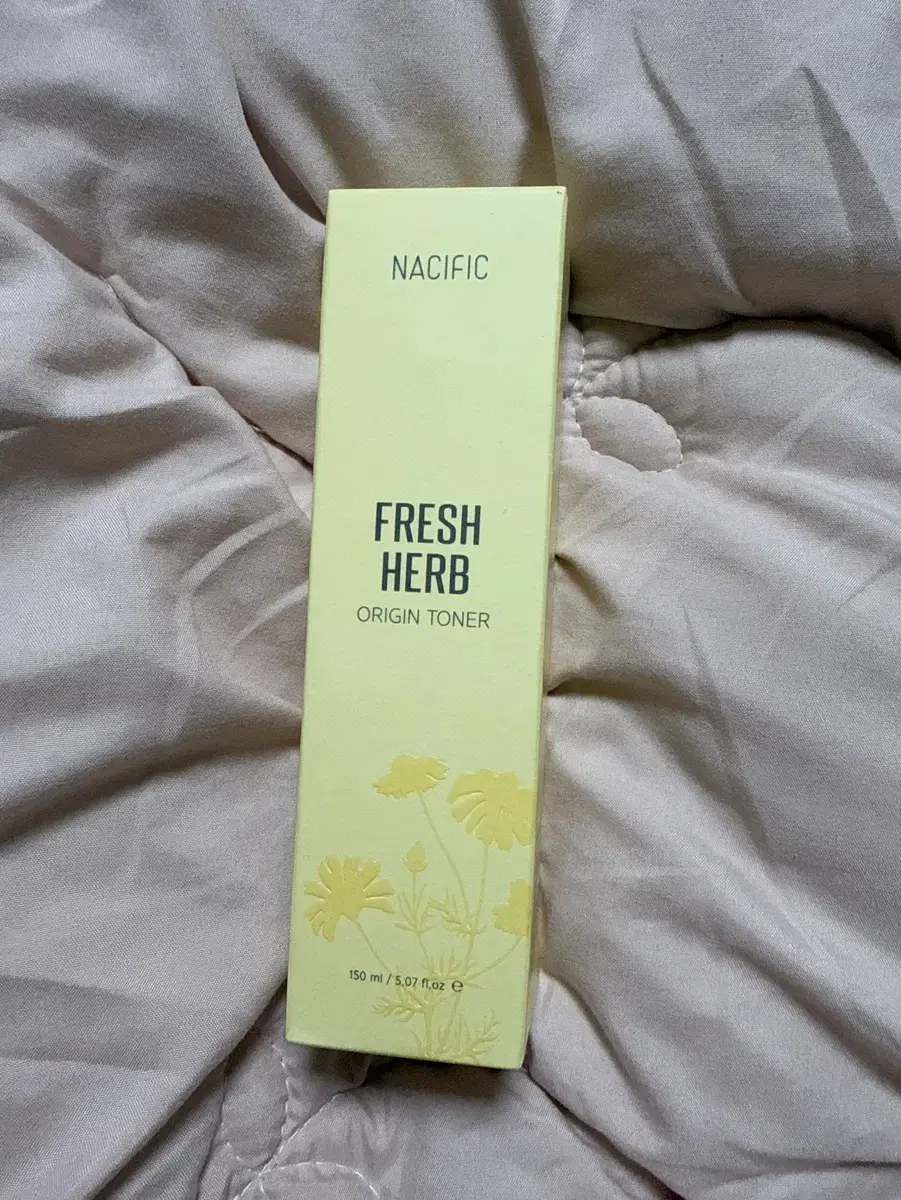 NACIFIC
FRESH
HERB
ORIGIN TONER
150 ml / 5.07 fl.oz ℮